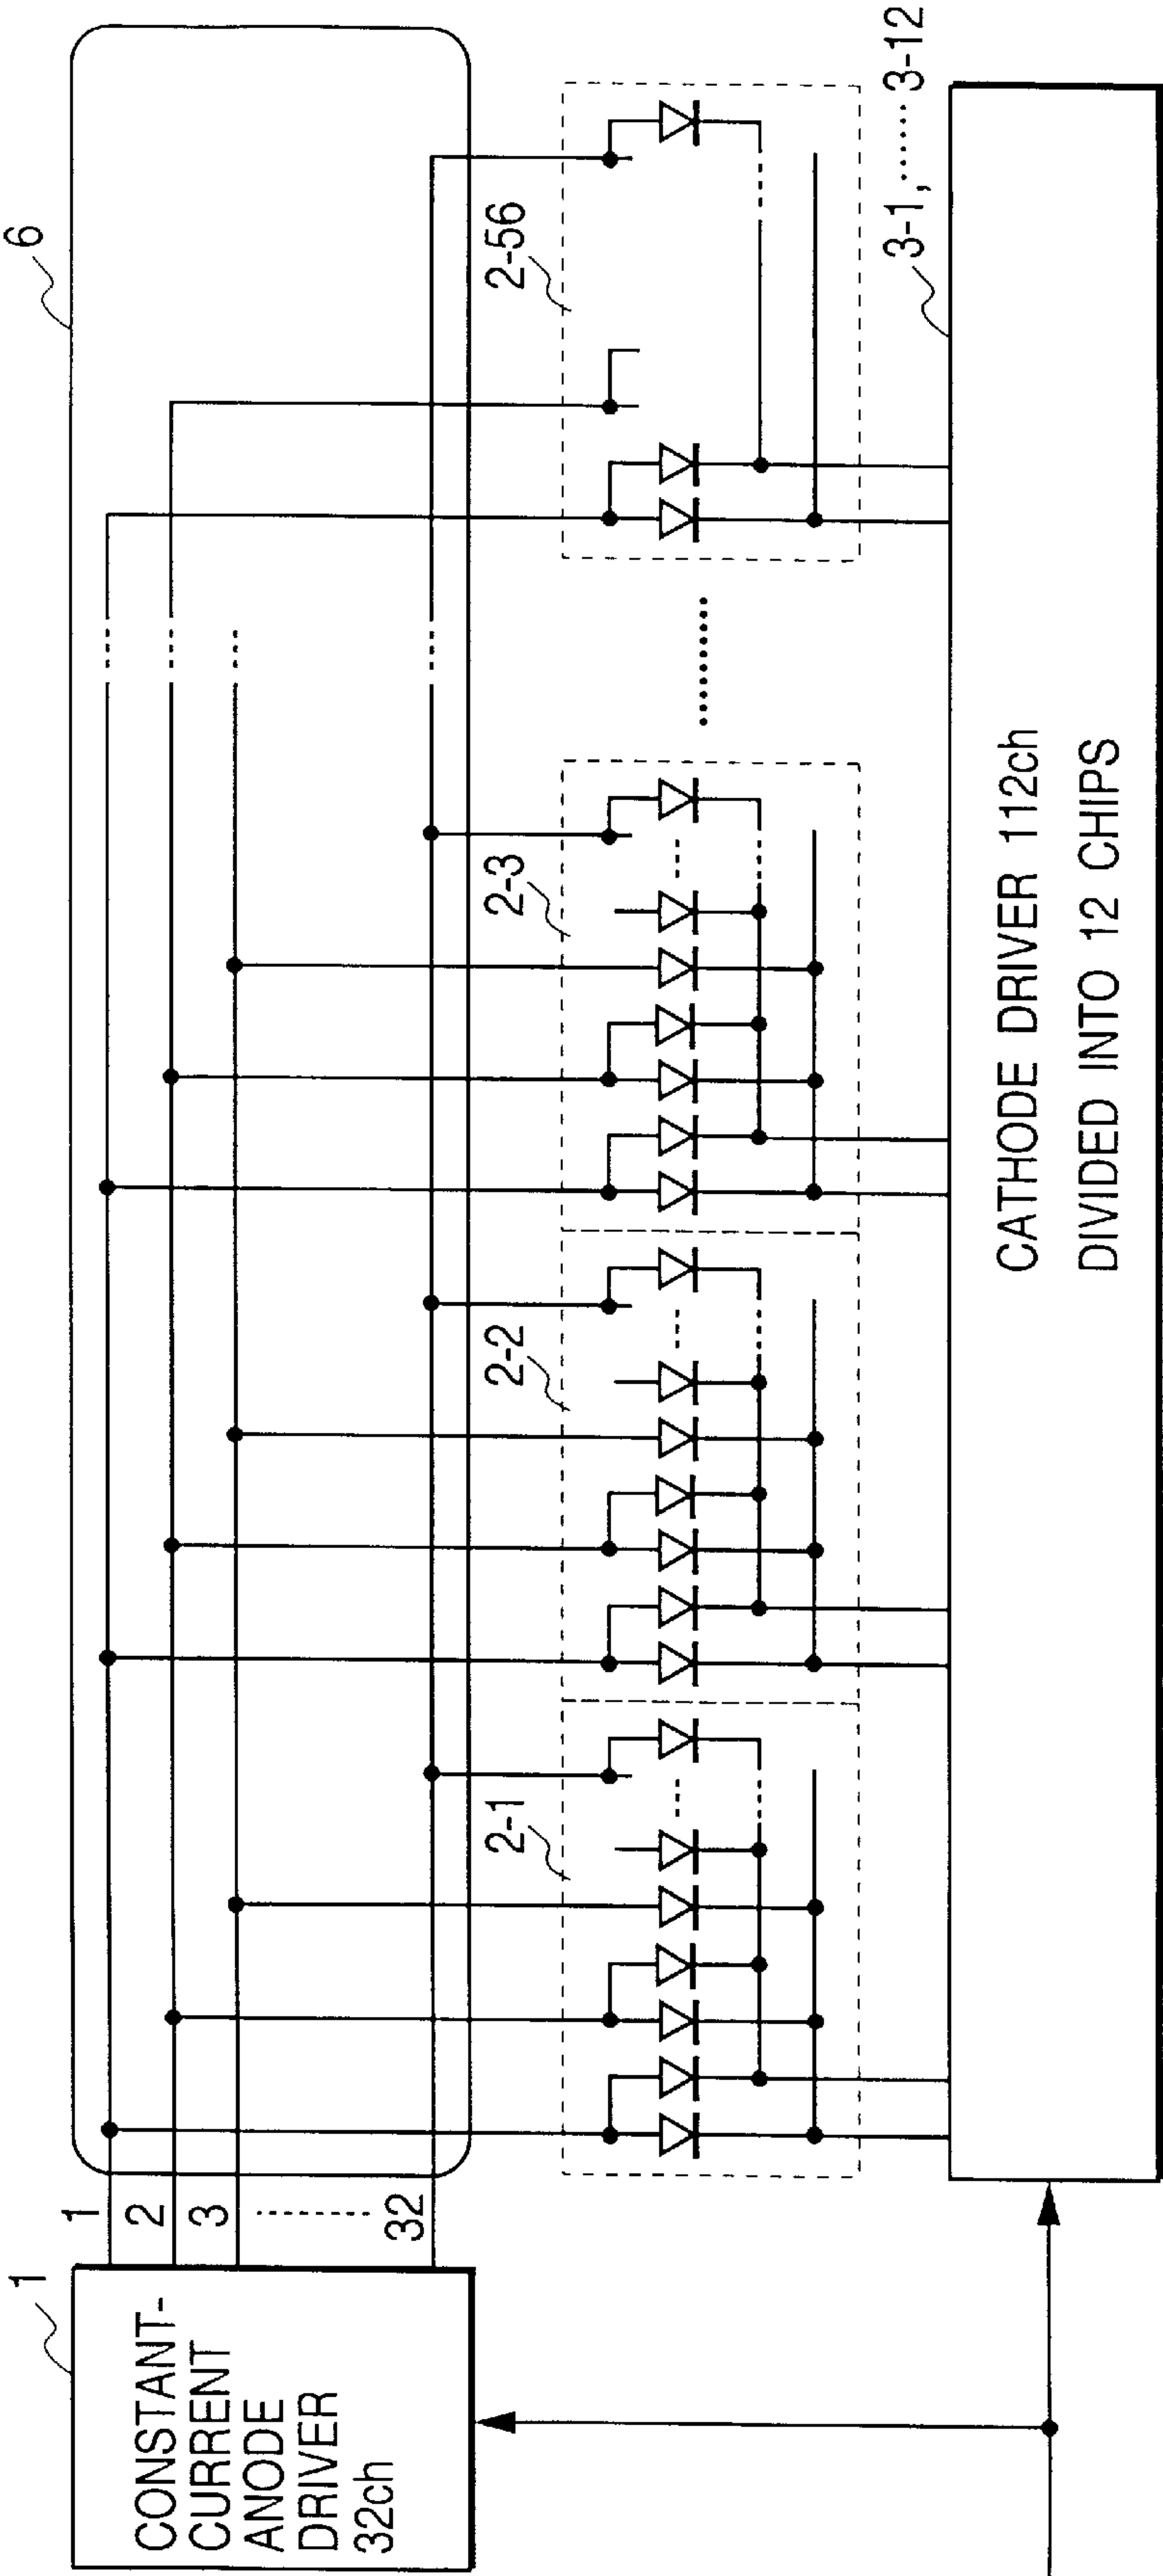 1
CONSTANT-
CURRENT
ANODE
DRIVER
32ch
1
2
3
32
6
2-1
2-2
2-3
2-56
3-1, ······· 3-12
CATHODE DRIVER 112ch
DIVIDED INTO 12 CHIPS